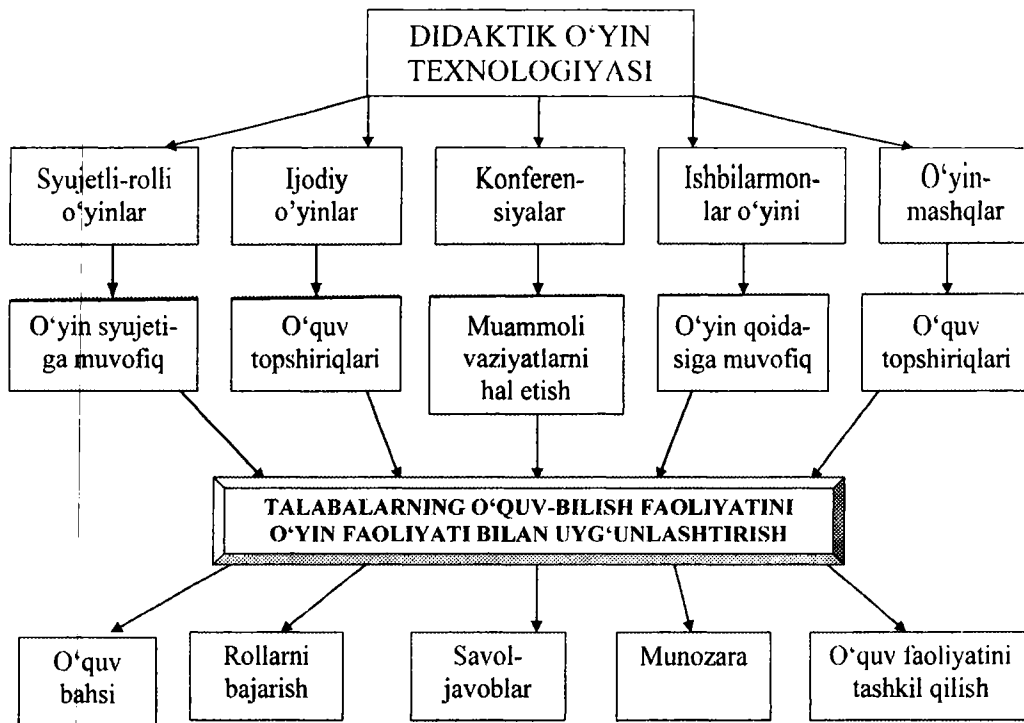 DIDAKTIK O‘YIN
TEXNOLOGIYASI
Syujetli-rolli
o‘yinlar
Ijodiy
o’yinlar
Konferen-
siyalar
Ishbilarmon-
lar o‘yini
O‘yin-
mashqlar
O‘yin syujeti-
ga muvofiq
O‘quv
topshiriqlari
Muammoli
vaziyatlarni
hal etish
O‘yin qoida-
siga muvofiq
O‘quv
topshiriqlari
TALABALARNING O‘QUV-BILISH FAOLIYATINI
O‘YIN FAOLIYATI BILAN UYG‘UNLASHTIRISH
O‘quv
bahsi
Rollarni
bajarish
Savol-
javoblar
Munozara
O‘quv faoliyatini
tashkil qilish